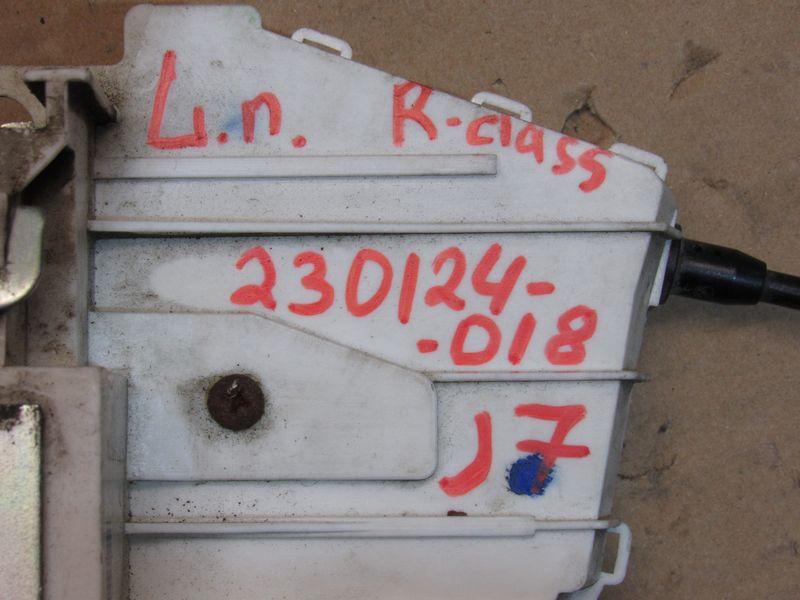 L.n. R-class
230124-
-018
J7